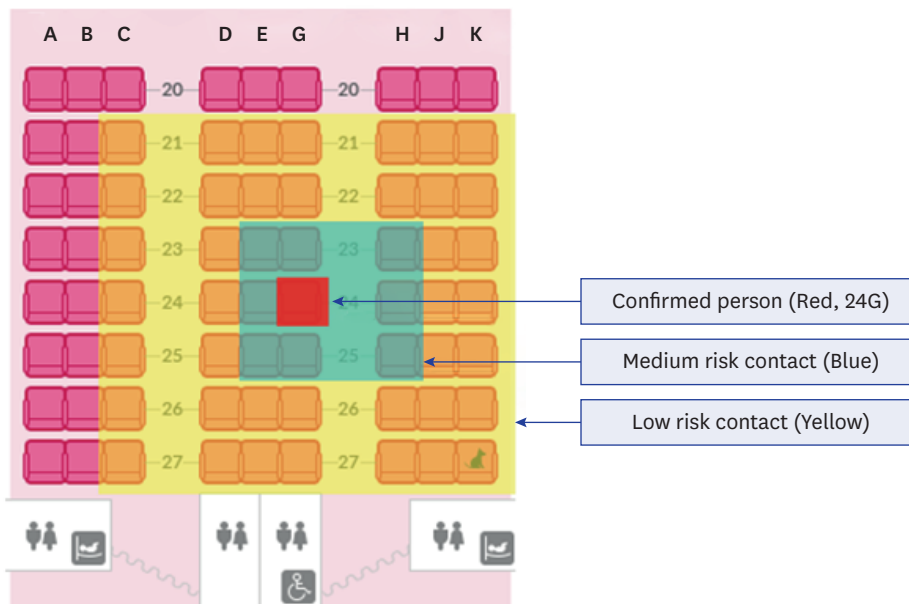 A B C D E G H J K
20 20
21 21
22 22
23 23
24 24
25 25
26 26
27 27
Confirmed person (Red, 24G)
Medium risk contact (Blue)
Low risk contact (Yellow)